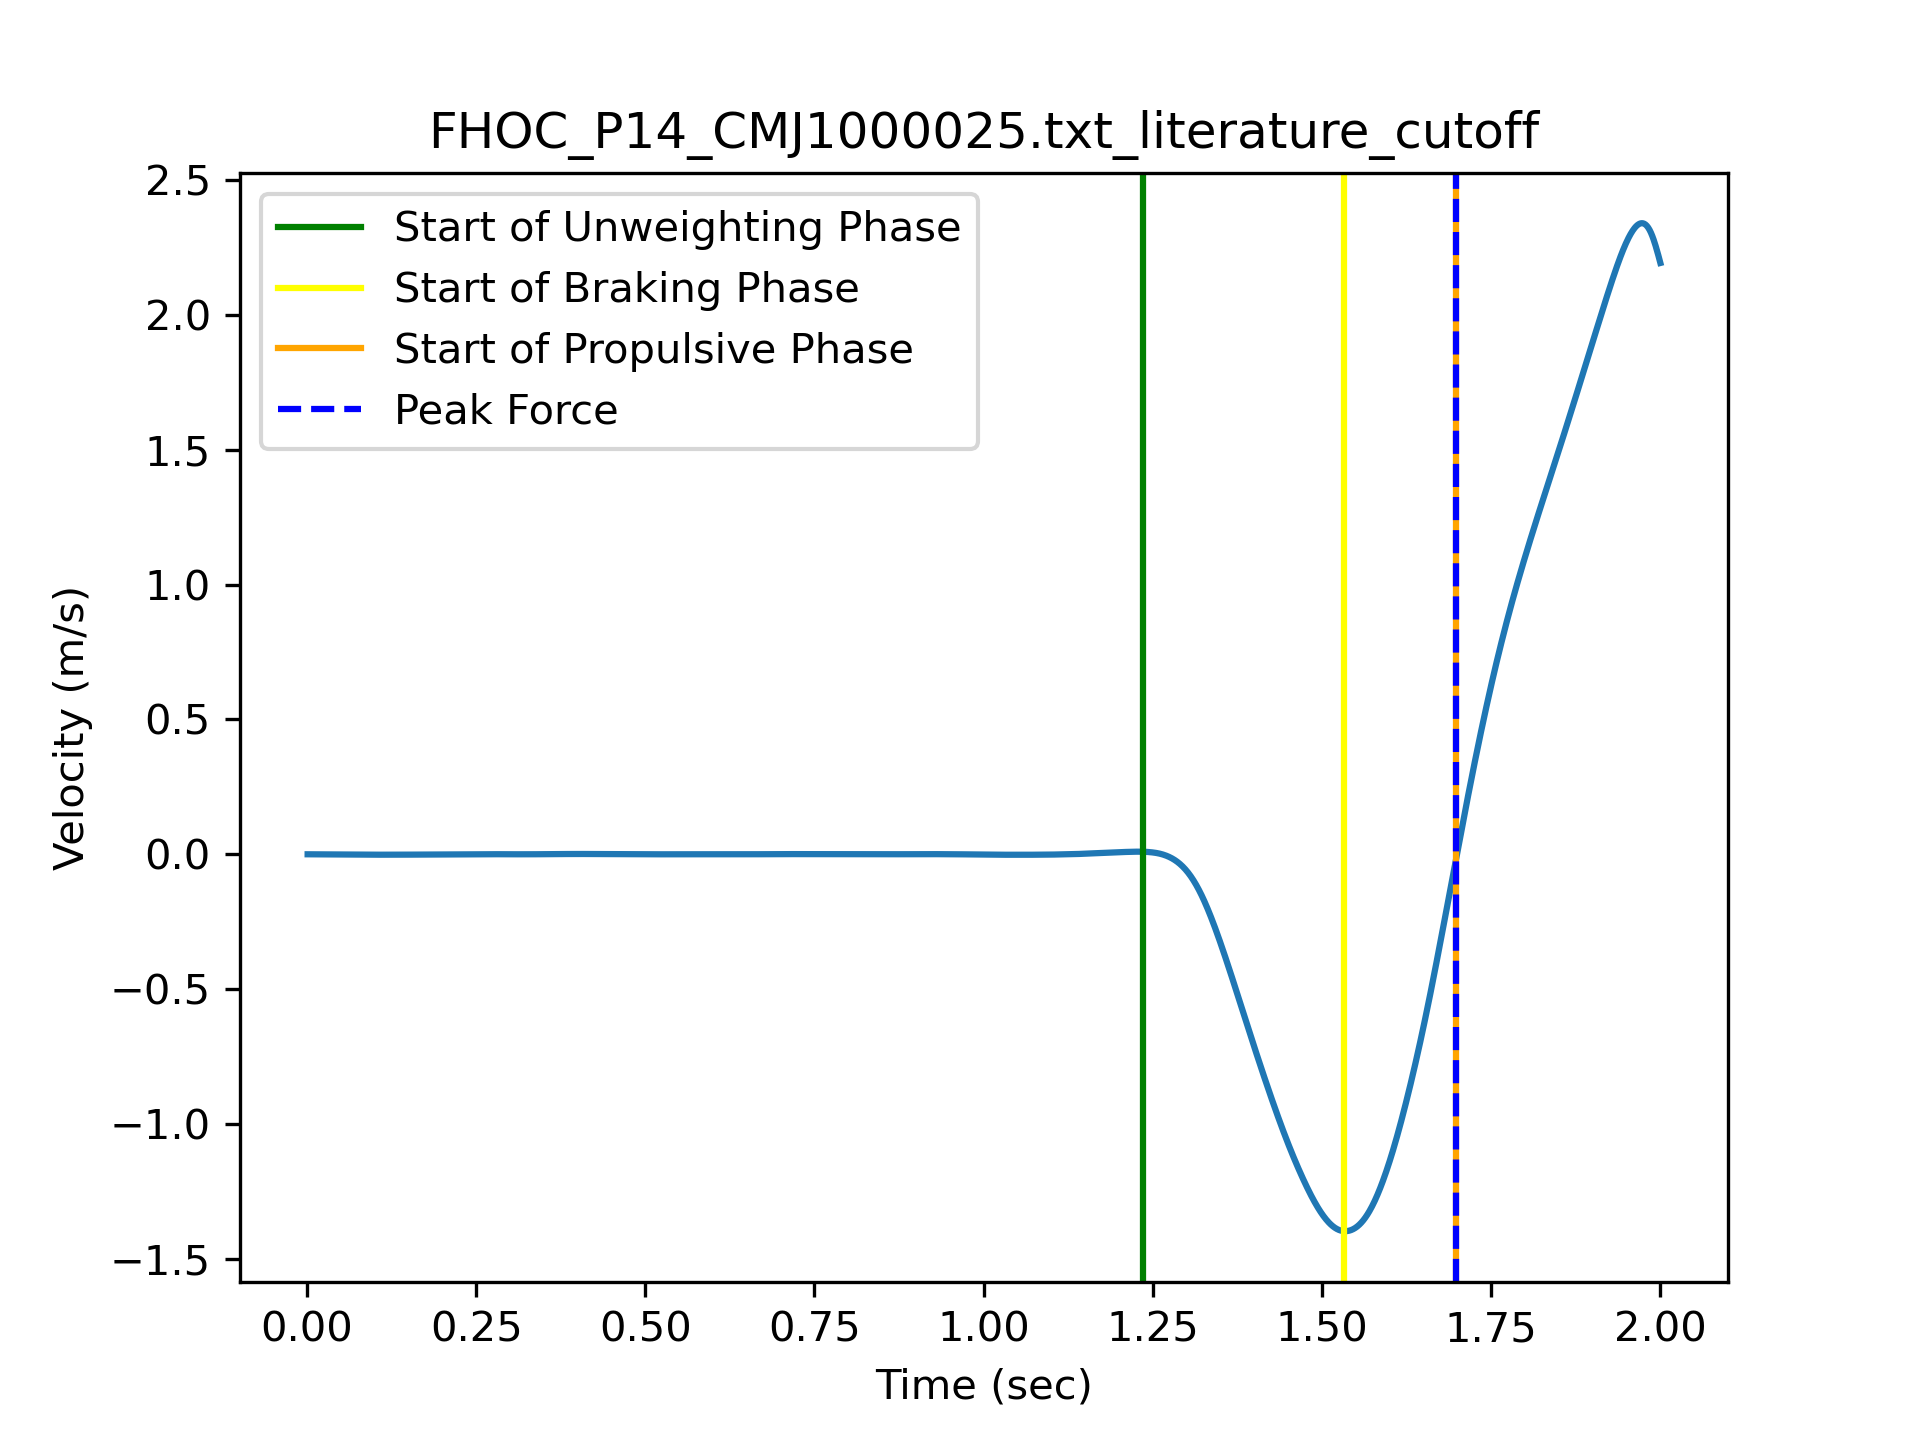 FHOC_P14_CMJ1000025.txt_literature_cutoff
Start of Unweighting Phase
Start of Braking Phase
Start of Propulsive Phase
Peak Force
2.5
2.0
1.5
1.0
0.5
0.0
−0.5
−1.0
−1.5
Velocity (m/s)
0.00 0.25 0.50 0.75 1.00 1.25 1.50 1.75 2.00
Time (sec)